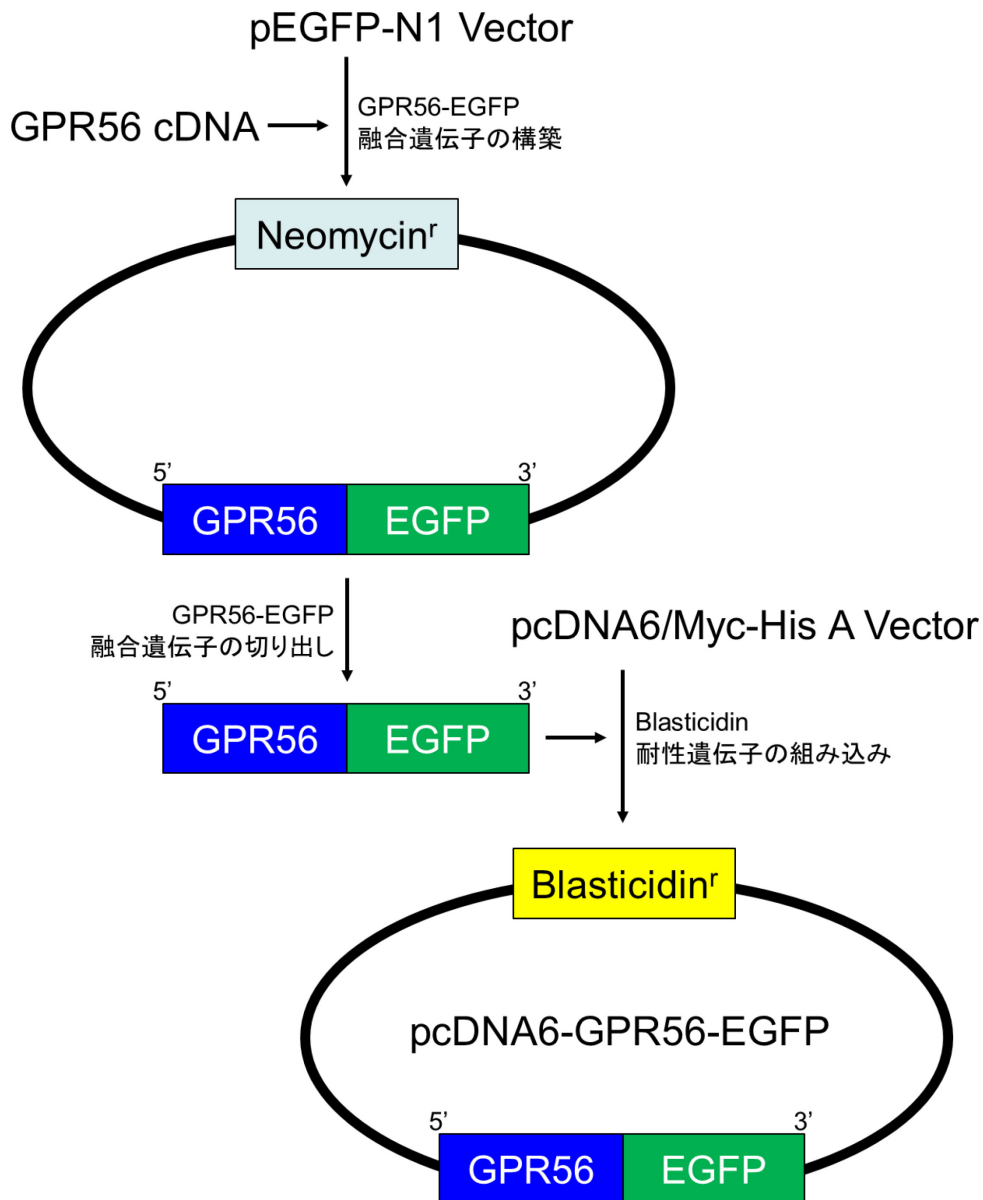 pEGFP-N1 Vector
GPR56 cDNA
GPR56-EGFP
融合遺伝子の構築
Neomycinʳ
5’
3’
GPR56
EGFP
GPR56-EGFP
融合遺伝子の切り出し
pcDNA6/Myc-His A Vector
5’
3’
GPR56
EGFP
Blasticidin
耐性遺伝子の組み込み
Blasticidinʳ
pcDNA6-GPR56-EGFP
5’
3’
GPR56
EGFP